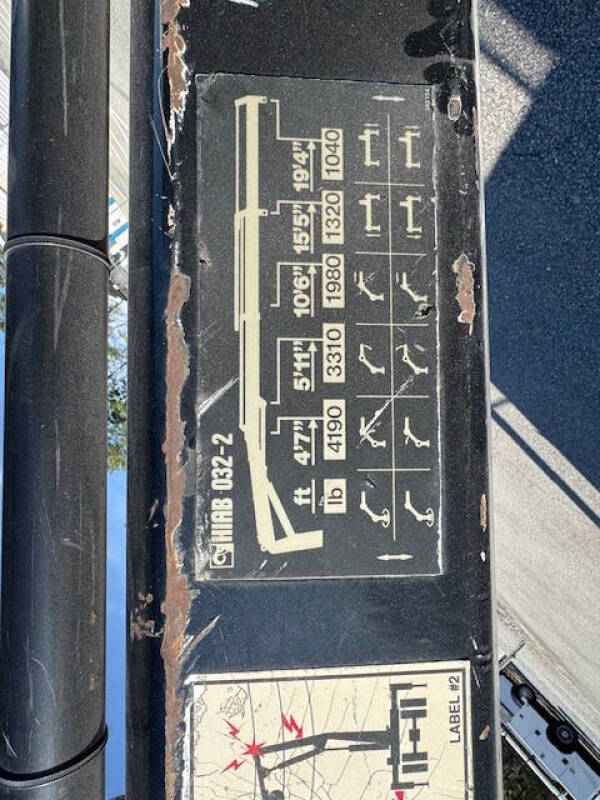 HIAB 032-2
ft 4'7" 5'11" 10'6" 15'5" 19'4"
lb 4190 3310 1980 1320 1040
LABEL #2